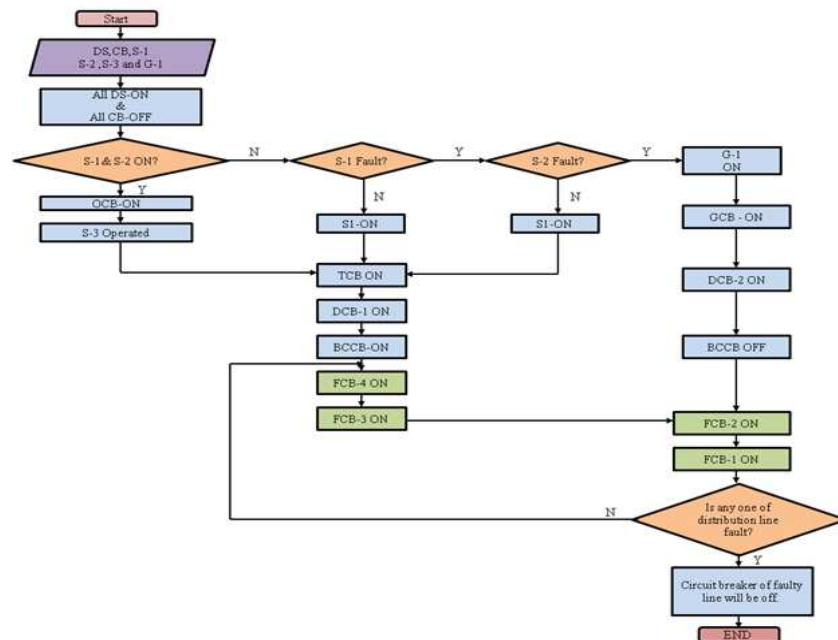 Start
DS,CB,S-1
S-2 ,S-3 and G-1
All DS-ON
&
All CB-OFF
S-1 & S-2 ON?
N
S-1 Fault?
Y
S-2 Fault?
Y
G-1
ON
Y
N
N
OCB-ON
S1-ON
S1-ON
GCB - ON
S-3 Operated
TCB ON
DCB-2 ON
DCB-1 ON
BCCB-ON
BCCB OFF
FCB-4 ON
FCB-3 ON
FCB-2 ON
FCB-1 ON
N
Is any one of
distribution line
fault?
Y
Circuit breaker of faulty
line will be off.
END